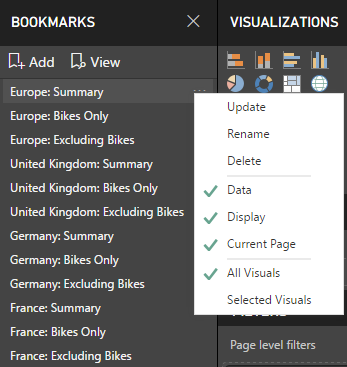 BOOKMARKS
VISUALIZATIONS
Add
View
Europe: Summary
Europe: Bikes Only
Europe: Excluding Bikes
United Kingdom: Summary
United Kingdom: Bikes Only
United Kingdom: Excluding Bikes
Germany: Summary
Germany: Bikes Only
Germany: Excluding Bikes
France: Summary
France: Bikes Only
France: Excluding Bikes
Update
Rename
Delete
Data
Display
Current Page
All Visuals
Selected Visuals
Page level filters